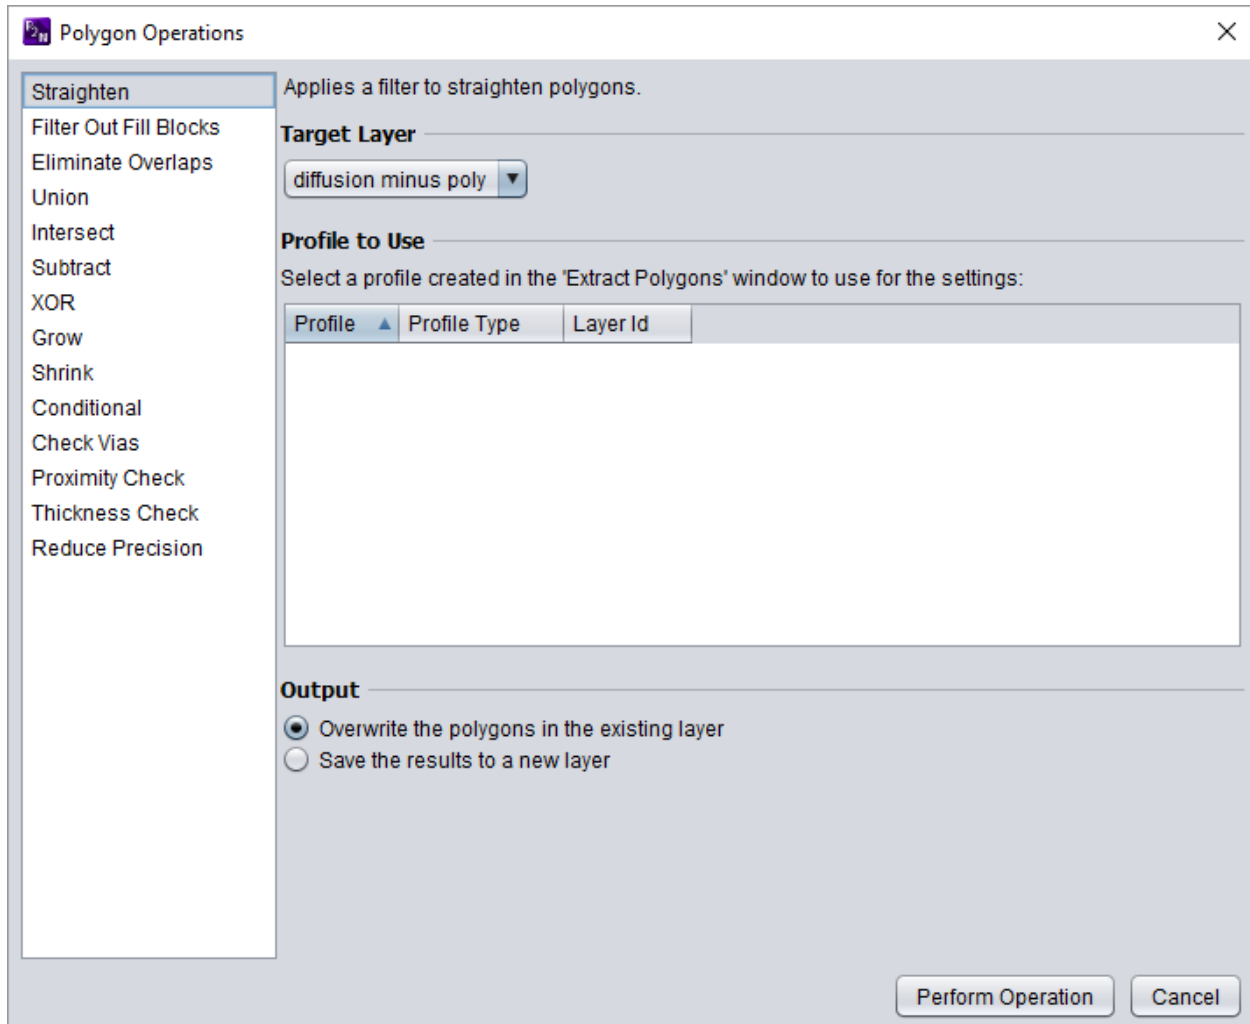 P2N Polygon Operations
Straighten
Filter Out Fill Blocks
Eliminate Overlaps
Union
Intersect
Subtract
XOR
Grow
Shrink
Conditional
Check Vias
Proximity Check
Thickness Check
Reduce Precision
Applies a filter to straighten polygons.
Target Layer
diffusion minus poly
Profile to Use
Select a profile created in the 'Extract Polygons' window to use for the settings:
Profile Profile Type Layer Id
Output
Overwrite the polygons in the existing layer
Save the results to a new layer
Perform Operation Cancel